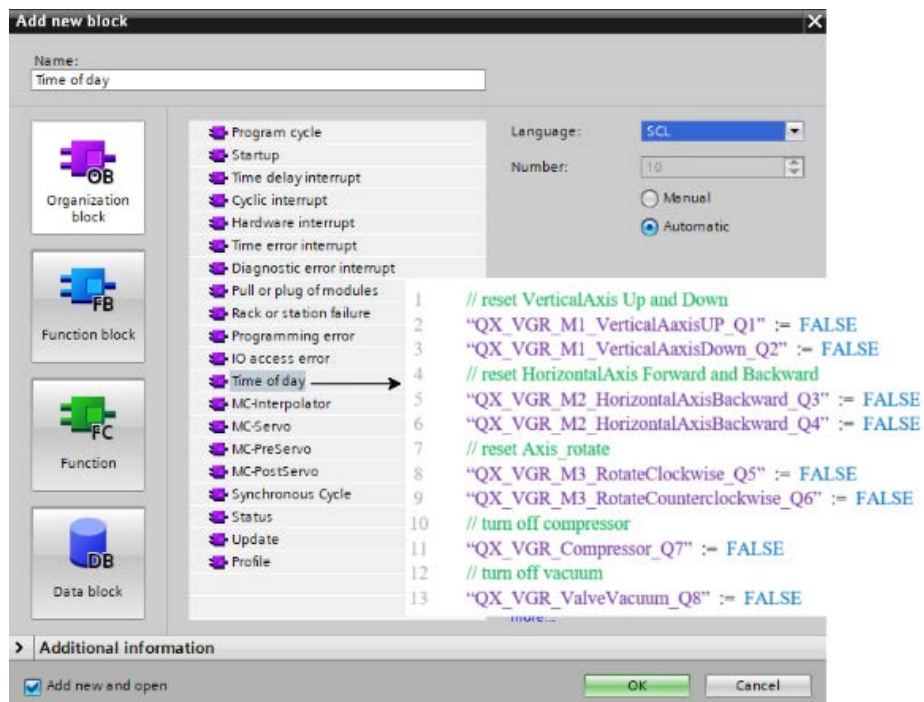 Add new block
Name:
Time of day
OB
Organization
block
FB
Function block
FC
Function
DB
Data block
Program cycle
Startup
Time delay interrupt
Cyclic interrupt
Hardware interrupt
Time error interrupt
Diagnostic error interrupt
Pull or plug of modules
Rack or station failure
Programming error
IO access error
Time of day
MC-Interpolator
MC-Servo
MC-PreServo
MC-PostServo
Synchronous Cycle
Status
Update
Profile
Language: SCL
Number: 10
Manual
Automatic
1 // reset VerticalAxis Up and Down
2 “QX_VGR_M1_VerticalAaxisUP_Q1” := FALSE
3 “QX_VGR_M1_VerticalAaxisDown_Q2” := FALSE
4 // reset HorizontalAxis Forward and Backward
5 “QX_VGR_M2_HorizontalAxisBackward_Q3” := FALSE
6 “QX_VGR_M2_HorizontalAxisBackward_Q4” := FALSE
7 // reset Axis_rotate
8 “QX_VGR_M3_RotateClockwise_Q5” := FALSE
9 “QX_VGR_M3_RotateCounterclockwise_Q6” := FALSE
10 // turn off compressor
11 “QX_VGR_Compressor_Q7” := FALSE
12 // turn off vacuum
13 “QX_VGR_ValveVacuum_Q8” := FALSE
more...
Additional information
Add new and open
OK
Cancel